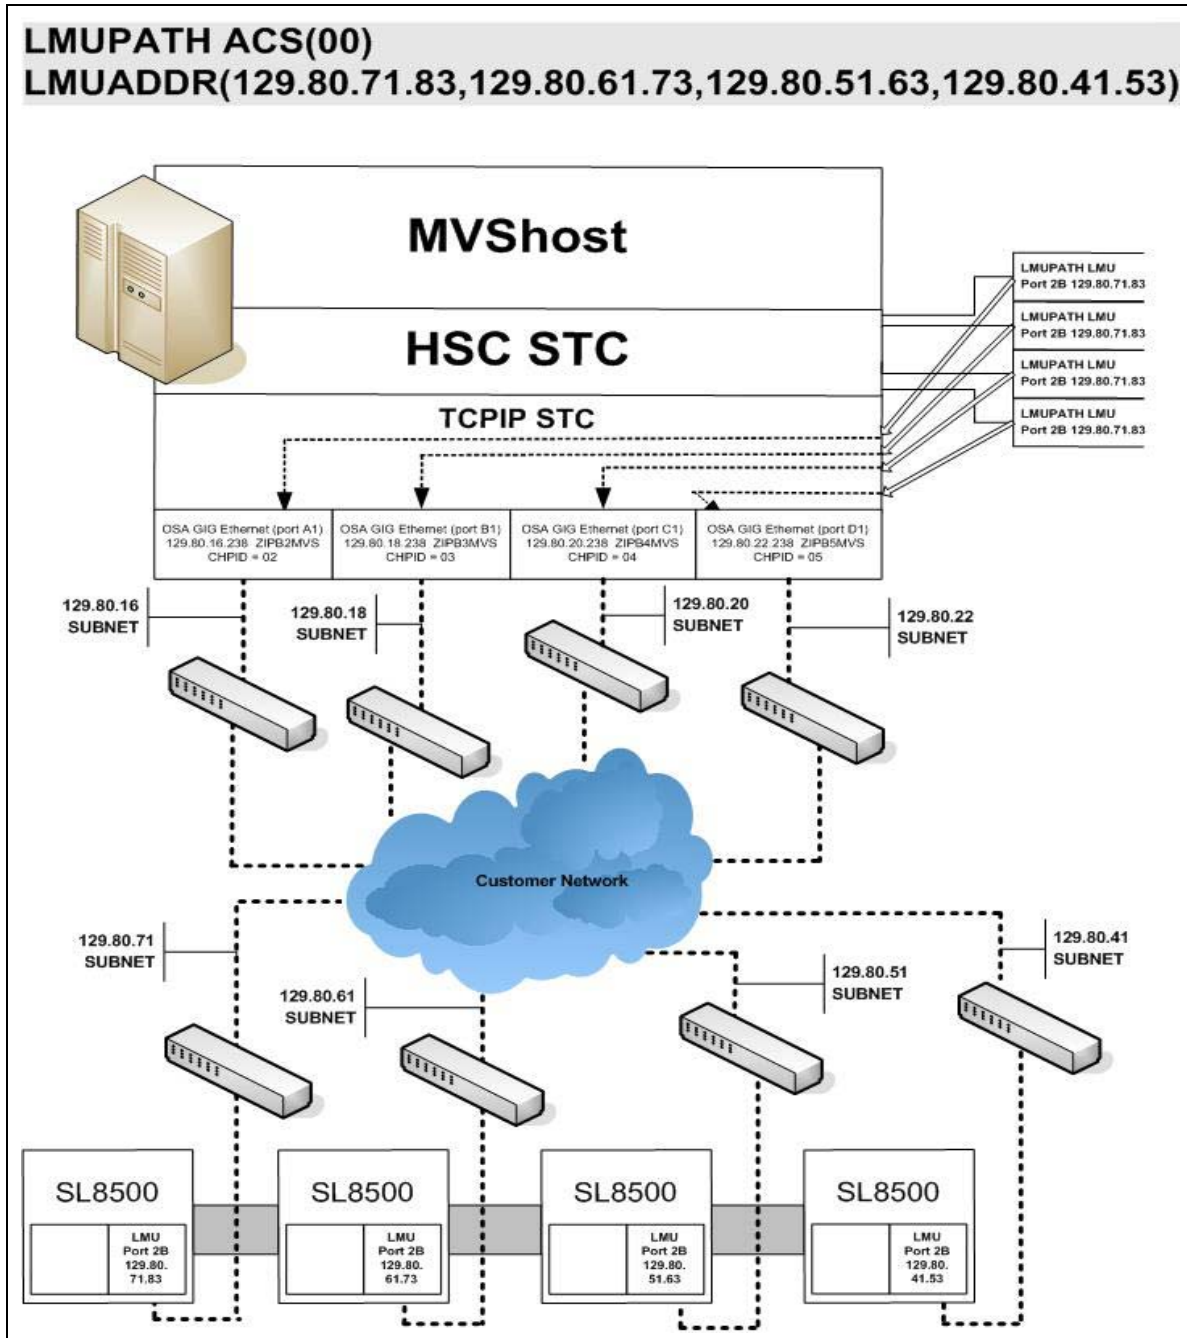 LMUPATH ACS(00)
LMUADDR(129.80.71.83,129.80.61.73,129.80.51.63,129.80.41.53)
MVShost
HSC STC
TCPIP STC
LMUPATH LMU
Port 2B 129.80.71.83
LMUPATH LMU
Port 2B 129.80.71.83
LMUPATH LMU
Port 2B 129.80.71.83
LMUPATH LMU
Port 2B 129.80.71.83
OSA GIG Ethernet (port A1)
129.80.16.238 ZIPB2MVS
CHPID = 02
OSA GIG Ethernet (port B1)
129.80.18.238 ZIPB3MVS
CHPID = 03
OSA GIG Ethernet (port C1)
129.80.20.238 ZIPB4MVS
CHPID = 04
OSA GIG Ethernet (port D1)
129.80.22.238 ZIPB5MVS
CHPID = 05
129.80.16
SUBNET
129.80.18
SUBNET
129.80.20
SUBNET
129.80.22
SUBNET
Customer Network
129.80.71
SUBNET
129.80.61
SUBNET
129.80.51
SUBNET
129.80.41
SUBNET
SL8500
LMU
Port 2B
129.80.
71.83
SL8500
LMU
Port 2B
129.80.
61.73
SL8500
LMU
Port 2B
129.80.
51.63
SL8500
LMU
Port 2B
129.80.
41.53